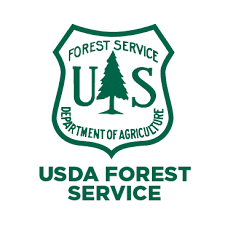 FOREST SERVICE
U S
DEPARTMENT OF AGRICULTURE
USDA FOREST
SERVICE